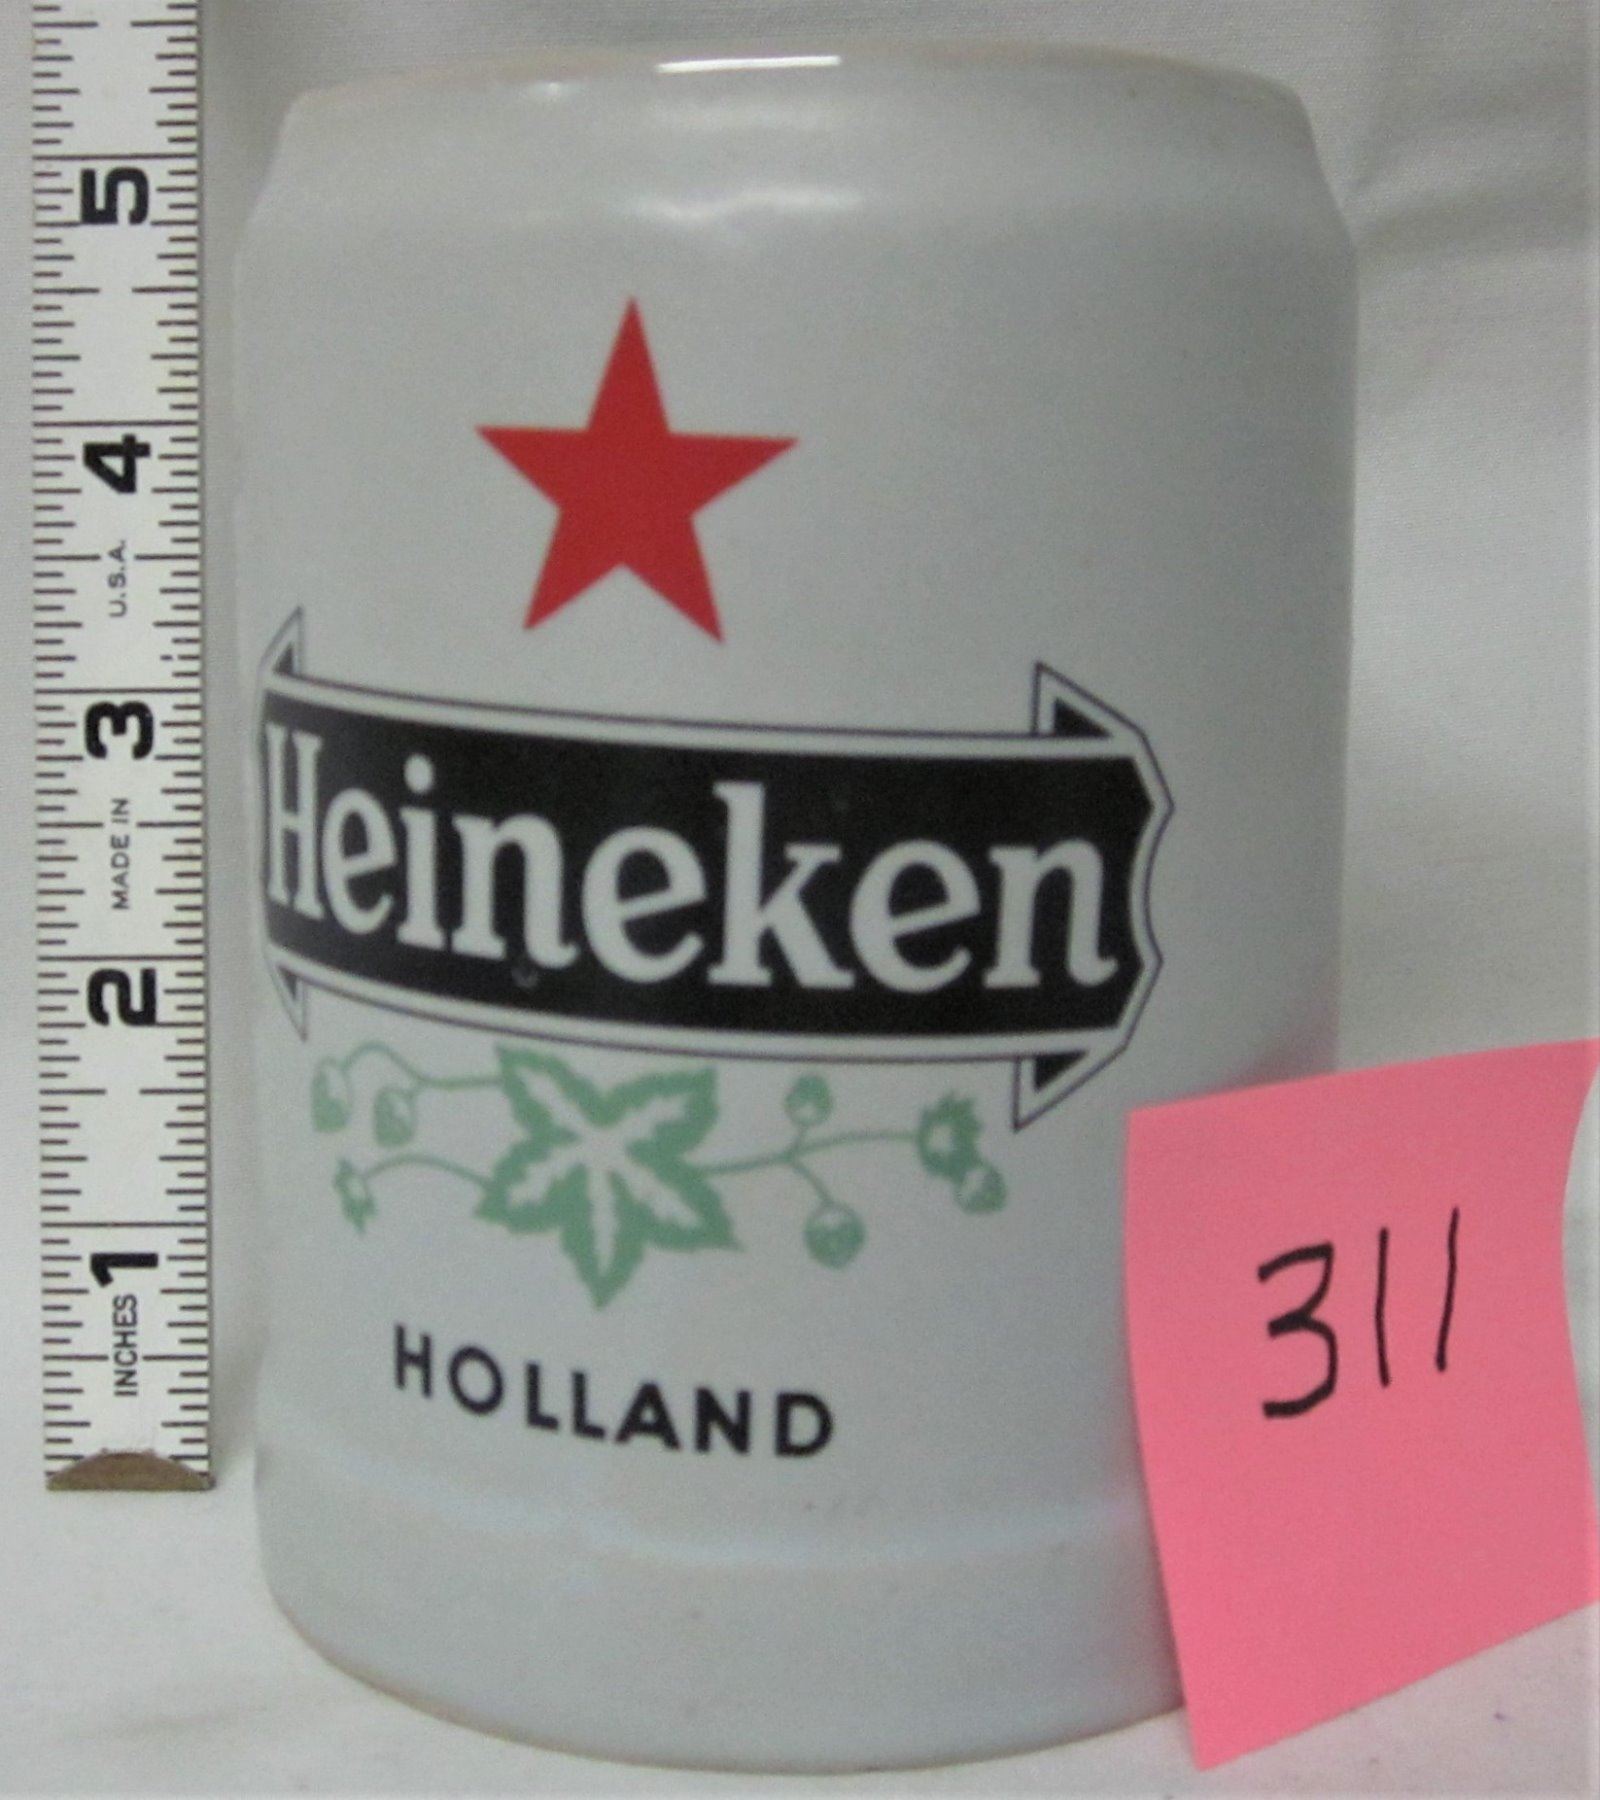 Heineken
HOLLAND
311
5
4
U.S.A.
3
MADE IN
2
1
INCHES